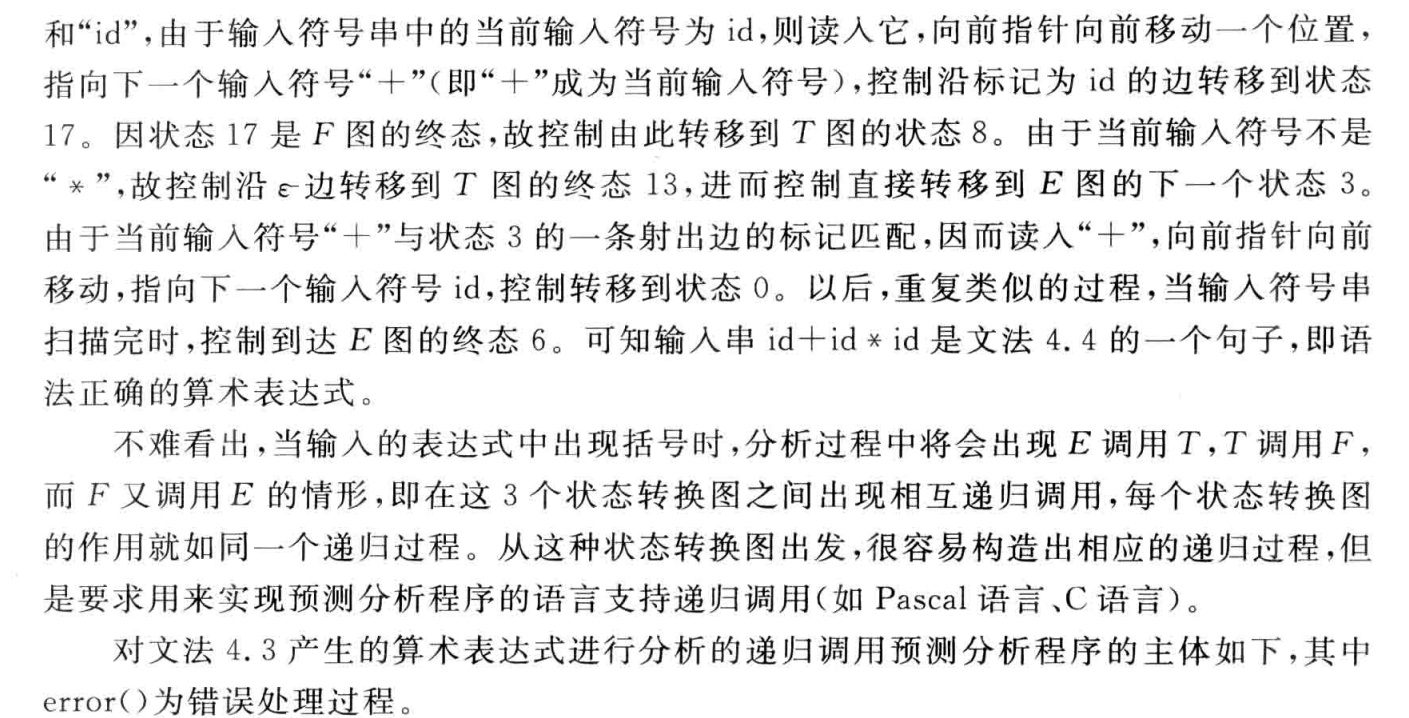 和“id”,由于输入符号串中的当前输入符号为 id,则读入它,向前指针向前移动一个位置,
指向下一个输入符号“+”(即“+”成为当前输入符号),控制沿标记为 id 的边转移到状态
17。因状态 17 是 F 图的终态,故控制由此转移到 T 图的状态 8。由于当前输入符号不是
“*”,故控制沿 ε-边转移到 T 图的终态 13,进而控制直接转移到 E 图的下一个状态 3。
由于当前输入符号“+”与状态 3 的一条射出边的标记匹配,因而读入“+”,向前指针向前
移动,指向下一个输入符号 id,控制转移到状态 0。以后,重复类似的过程,当输入符号串
扫描完时,控制到达 E 图的终态 6。可知输入串 id+id*id 是文法 4.4 的一个句子,即语
法正确的算术表达式。
不难看出,当输入的表达式中出现括号时,分析过程中将会出现 E 调用 T,T 调用 F,
而 F 又调用 E 的情形,即在这 3 个状态转换图之间出现相互递归调用,每个状态转换图
的作用就如同一个递归过程。从这种状态转换图出发,很容易构造出相应的递归过程,但
是要求用来实现预测分析程序的语言支持递归调用(如 Pascal 语言、C 语言)。
对文法 4.3 产生的算术表达式进行分析的递归调用预测分析程序的主体如下,其中
error()为错误处理过程。